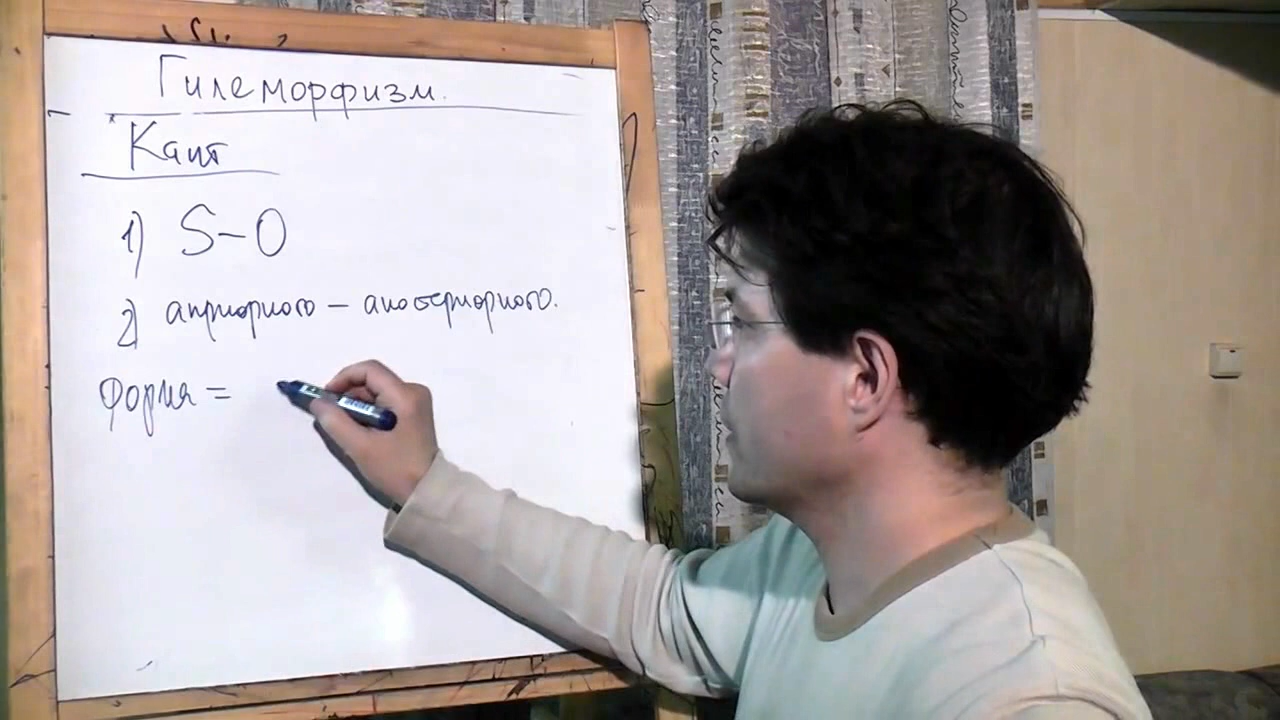 Гилеморфизм.
Кант
1) S–O
2) априорного – апостериорного.
Форма =